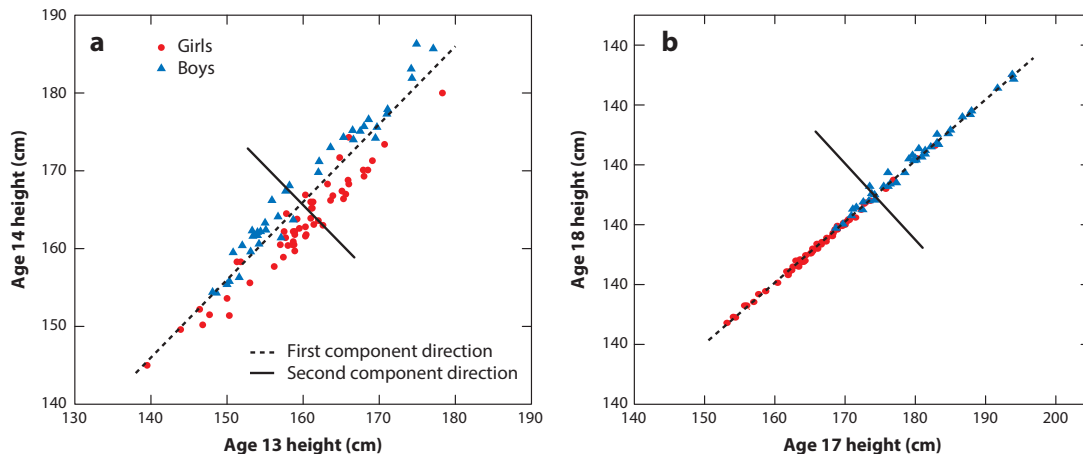 a
Girls
Boys
190
180
170
160
150
140
Age 14 height (cm)
First component direction
Second component direction
130 140 150 160 170 180 190
Age 13 height (cm)
b
140
140
140
140
140
140
140
Age 18 height (cm)
140 150 160 170 180 190 200
Age 17 height (cm)